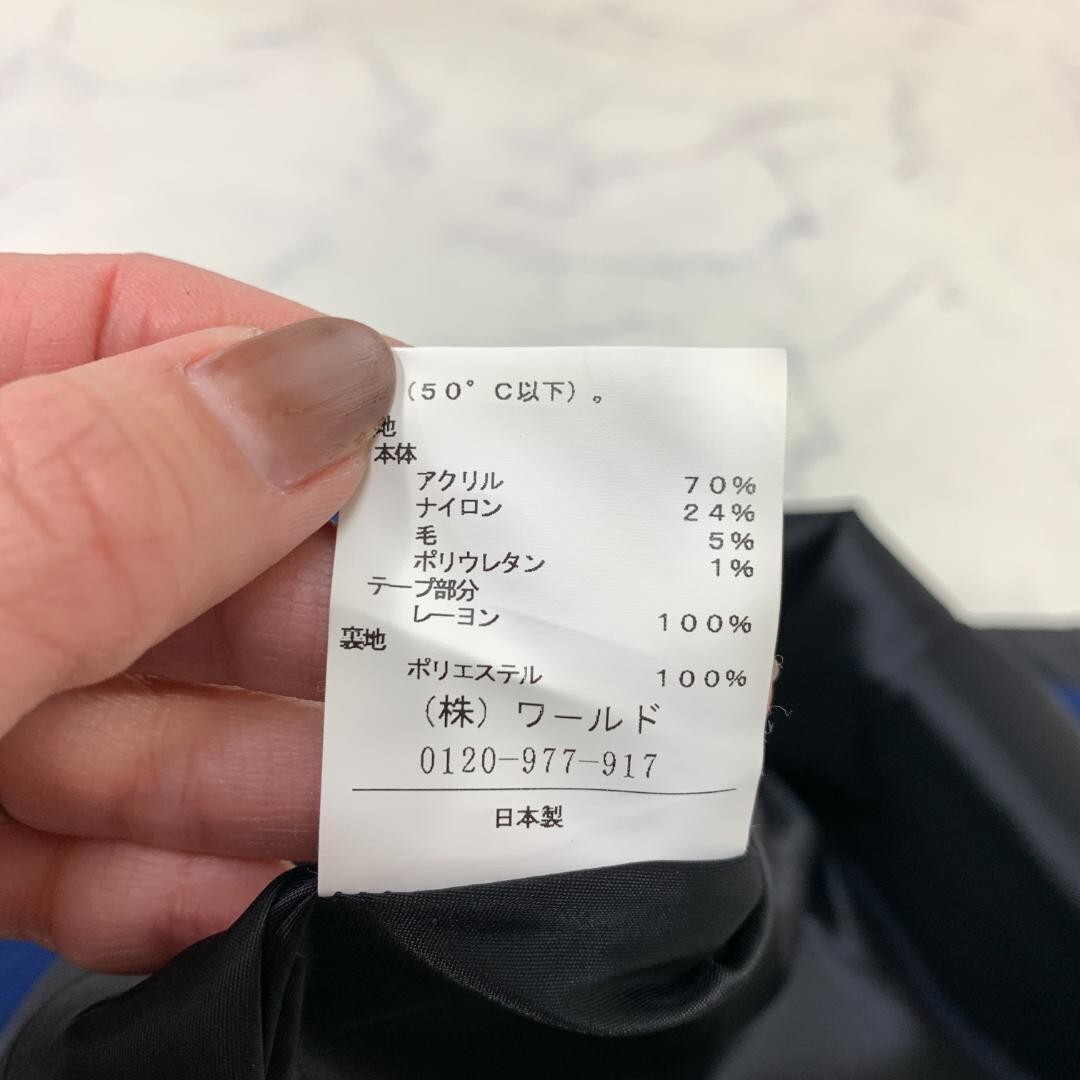 (50°C以下)。
地
本体
アクリル 70%
ナイロン 24%
毛 5%
ポリウレタン 1%
テープ部分
レーヨン 100%
裏地
ポリエステル 100%
(株)ワールド
0120-977-917
日本製